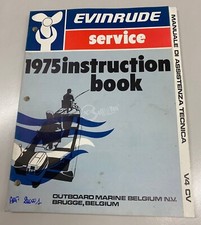 EVINRUDE
service
1975 instruction
book
OUTBOARD MARINE BELGIUM N.V.
BRUGGE, BELGIUM
MANUALE DI ASSISTENZA TECNICA
V4 CV